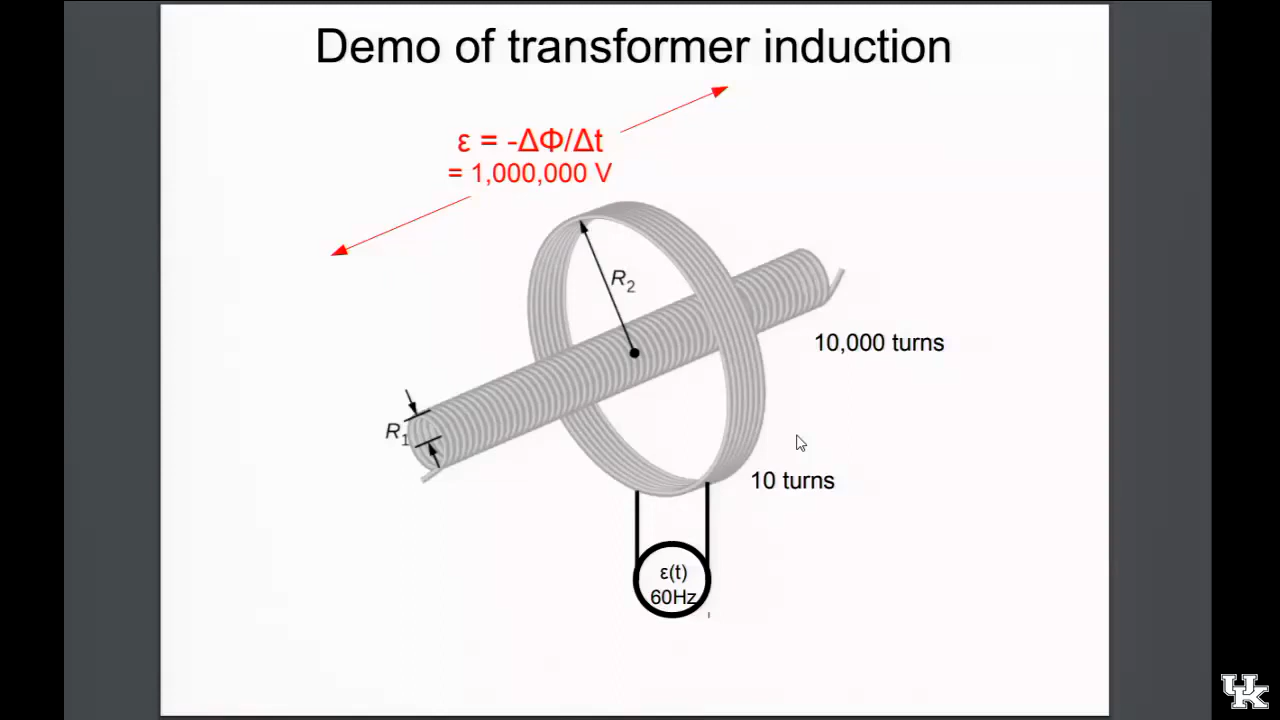 Demo of transformer induction
ε = -ΔΦ/Δt
= 1,000,000 V
R2
10,000 turns
R1
10 turns
ε(t)
60Hz
UK